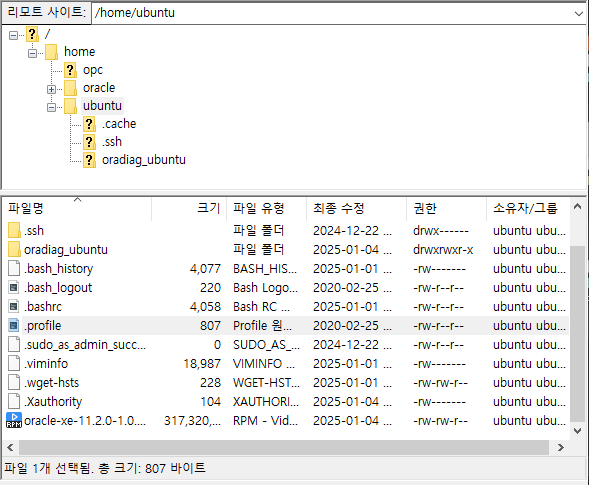 리모트 사이트: /home/ubuntu
/
home
opc
oracle
ubuntu
.cache
.ssh
oradiag_ubuntu
파일명 크기 파일 유형 최종 수정 권한 소유자/그룹
.ssh 파일 폴더 2024-12-22 ... drwx------ ubuntu ubu...
oradiag_ubuntu 파일 폴더 2025-01-04 ... drwxrwxr-x ubuntu ubu...
.bash_history 4,077 BASH_HIS... 2025-01-01 ... -rw------- ubuntu ubu...
.bash_logout 220 Bash Logo... 2020-02-25 ... -rw-r--r-- ubuntu ubu...
.bashrc 4,058 Bash RC ... 2025-01-01 ... -rw-r--r-- ubuntu ubu...
.profile 807 Profile 원... 2020-02-25 ... -rw-r--r-- ubuntu ubu...
.sudo_as_admin_succ... 0 SUDO_AS_... 2024-12-22 ... -rw-r--r-- ubuntu ubu...
.viminfo 18,987 VIMINFO ... 2025-01-01 ... -rw------- ubuntu ubu...
.wget-hsts 228 WGET-HST... 2025-01-01 ... -rw-rw-r-- ubuntu ubu...
.Xauthority 104 XAUTHORI... 2025-01-04 ... -rw------- ubuntu ubu...
RPM oracle-xe-11.2.0-1.0.... 317,320,... RPM - Vid... 2025-01-04 ... -rw-rw-r-- ubuntu ubu...
파일 1개 선택됨. 총 크기: 807 바이트